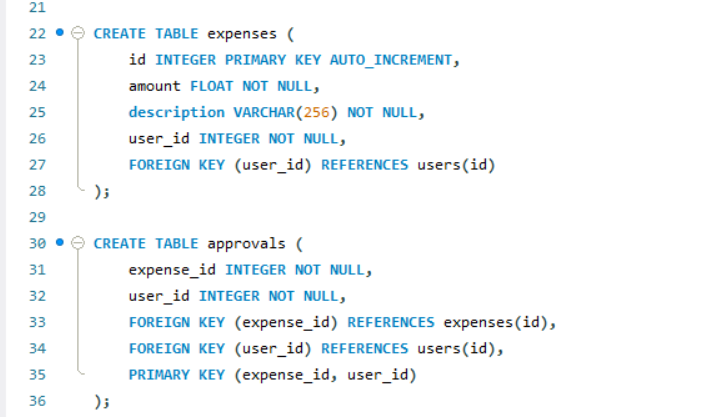 21
22 CREATE TABLE expenses (
23 id INTEGER PRIMARY KEY AUTO_INCREMENT,
24 amount FLOAT NOT NULL,
25 description VARCHAR(256) NOT NULL,
26 user_id INTEGER NOT NULL,
27 FOREIGN KEY (user_id) REFERENCES users(id)
28 );
29
30 CREATE TABLE approvals (
31 expense_id INTEGER NOT NULL,
32 user_id INTEGER NOT NULL,
33 FOREIGN KEY (expense_id) REFERENCES expenses(id),
34 FOREIGN KEY (user_id) REFERENCES users(id),
35 PRIMARY KEY (expense_id, user_id)
36 );